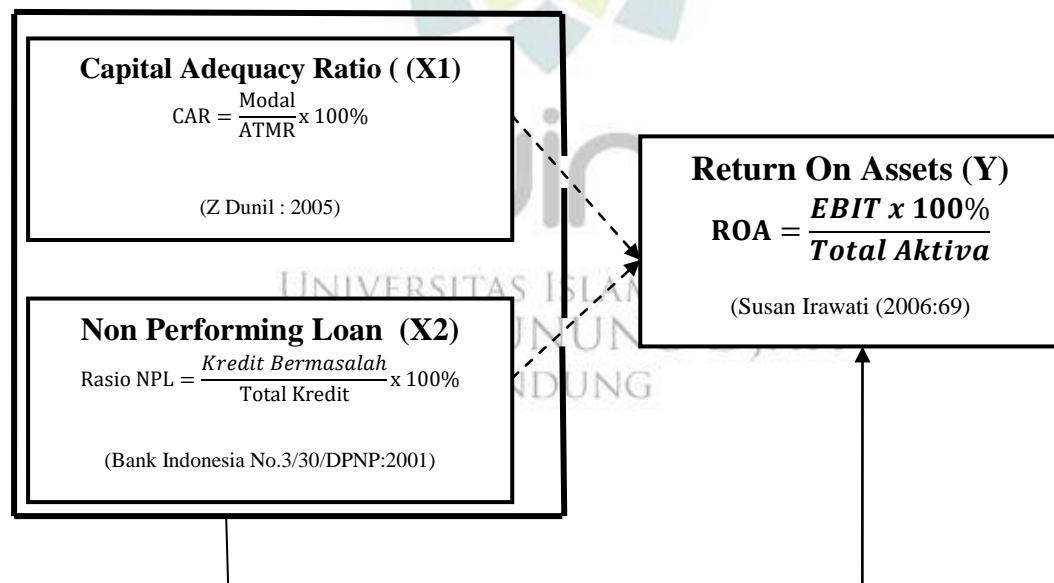 Capital Adequacy Ratio ( (X1)
CAR = Modal/ATMR x 100%
(Z Dunil : 2005)
Non Performing Loan (X2)
Rasio NPL = Kredit Bermasalah/Total Kredit x 100%
(Bank Indonesia No.3/30/DPNP:2001)
Return On Assets (Y)
ROA = EBIT x 100%/Total Aktiva
(Susan Irawati (2006:69)
uin
UNIVERSITAS ISLAM